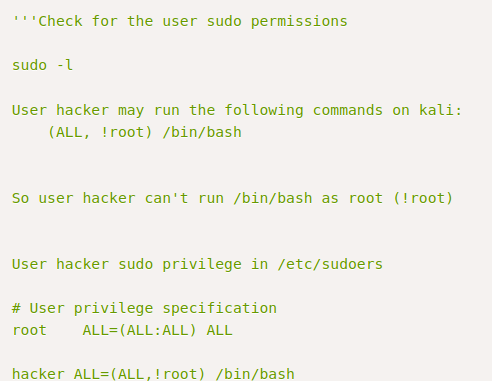 '''Check for the user sudo permissions
sudo -l
User hacker may run the following commands on kali:
    (ALL, !root) /bin/bash
So user hacker can't run /bin/bash as root (!root)
User hacker sudo privilege in /etc/sudoers
# User privilege specification
root    ALL=(ALL:ALL) ALL
hacker ALL=(ALL,!root) /bin/bash